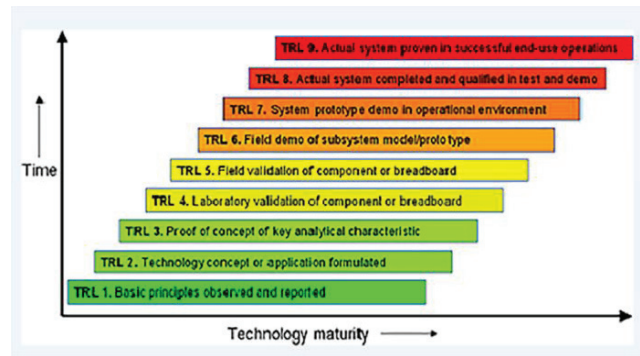 TRL 9. Actual system proven in successful end-use operations
TRL 8. Actual system completed and qualified in test and demo
TRL 7. System prototype demo in operational environment
TRL 6. Field demo of subsystem model/prototype
TRL 5. Field validation of component or breadboard
TRL 4. Laboratory validation of component or breadboard
TRL 3. Proof of concept of key analytical characteristic
TRL 2. Technology concept or application formulated
TRL 1. Basic principles observed and reported
Time
Technology maturity